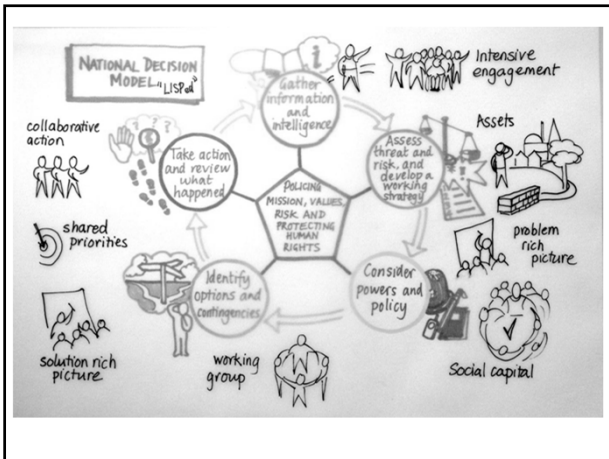 NATIONAL DECISION
MODEL "LISPed"
Gather
information
and
intelligence
Intensive
engagement
Assess
threat and
risk, and
develop a
working
strategy
Assets
problem
rich
picture
Consider
powers and
policy
Social capital
working
group
Identify
options and
contingencies
solution rich
picture
shared
priorities
Take action
and review
what
happened
collaborative
action
POLICING
MISSION, VALUES,
RISK AND
PROTECTING
HUMAN
RIGHTS